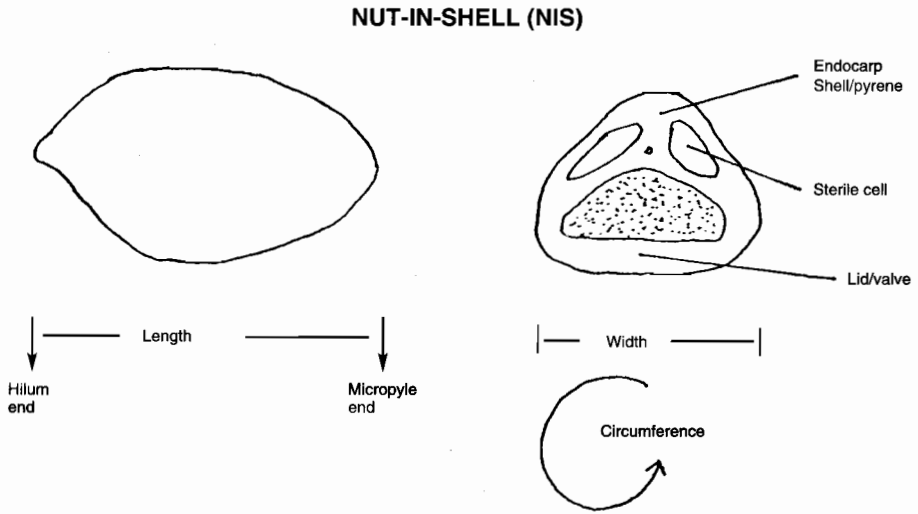 NUT-IN-SHELL (NIS)
Endocarp
Shell/pyrene
Sterile cell
Lid/valve
Length
Width
Hilum
end
Micropyle
end
Circumference